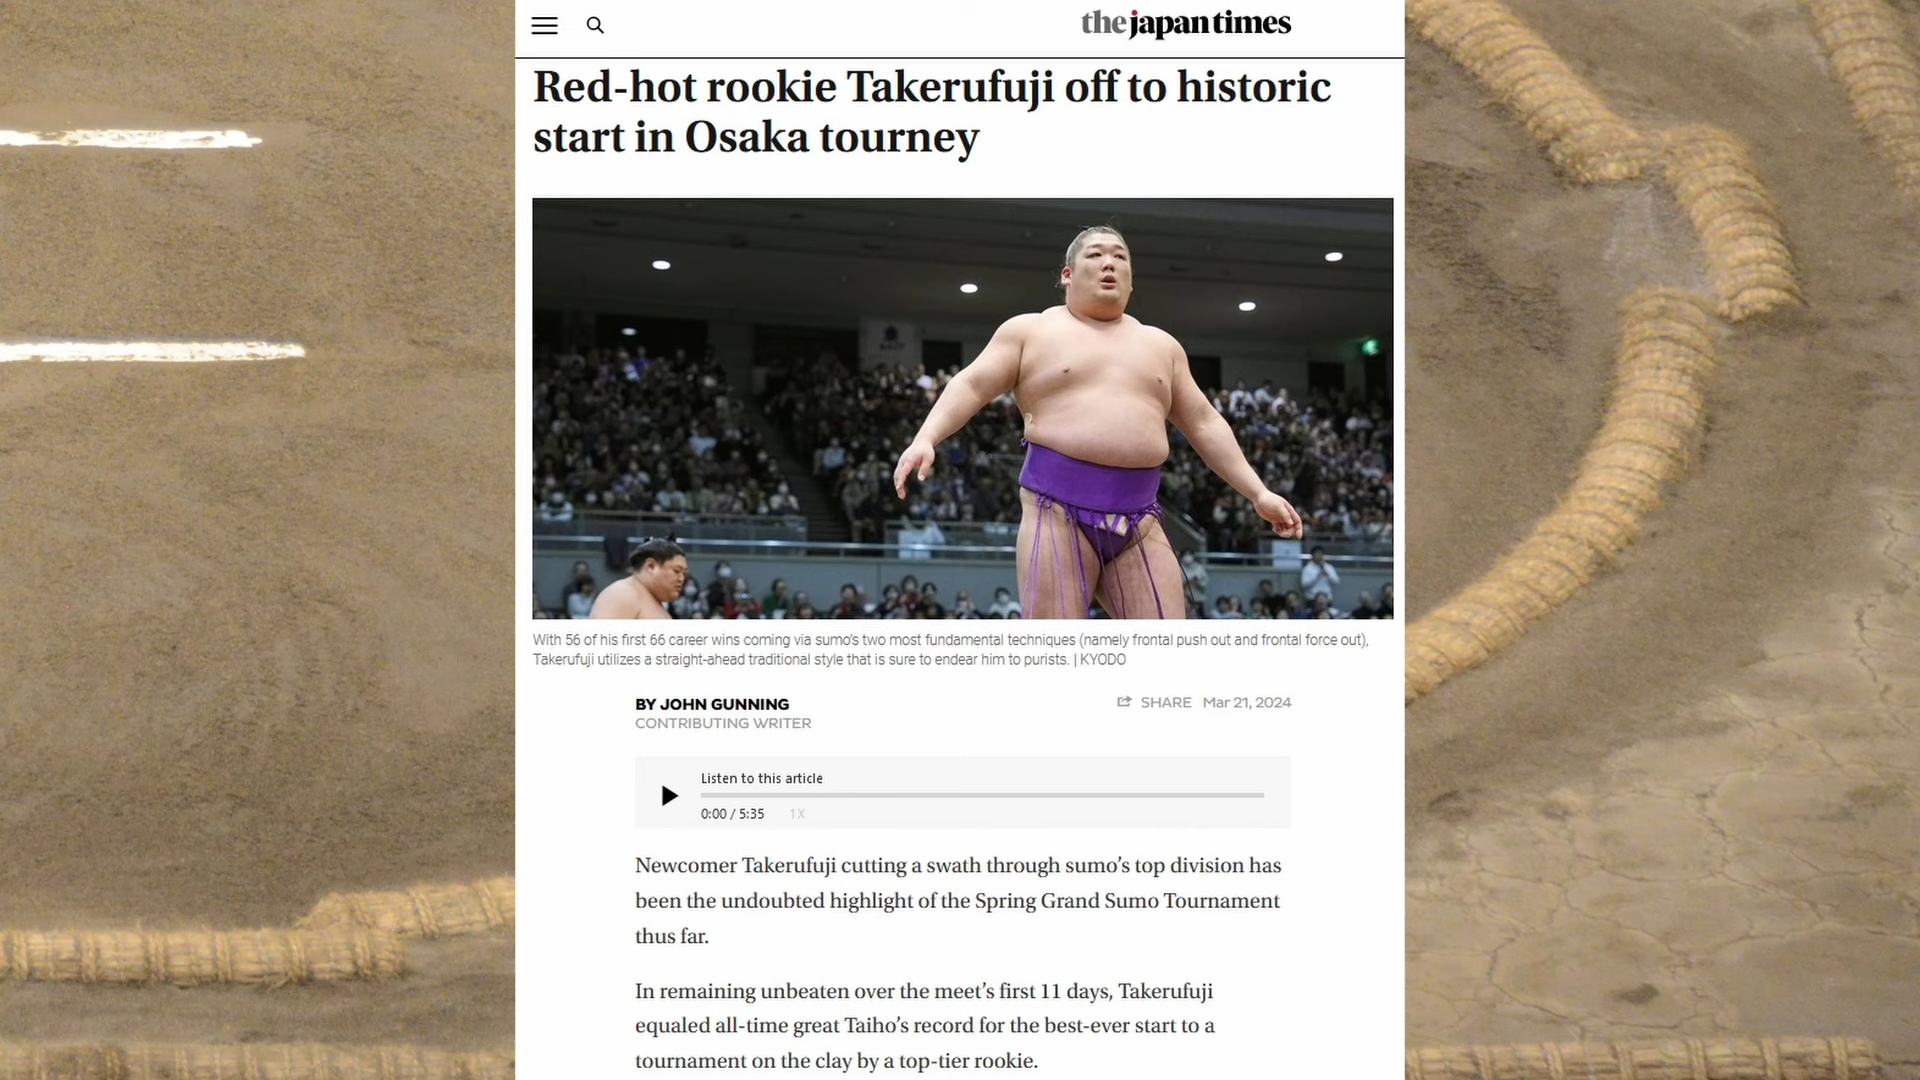 the japan times
Red-hot rookie Takerufuji off to historic
start in Osaka tourney
With 56 of his first 66 career wins coming via sumo's two most fundamental techniques (namely frontal push out and frontal force out),
Takerufuji utilizes a straight-ahead traditional style that is sure to endear him to purists. | KYODO
BY JOHN GUNNING
CONTRIBUTING WRITER
SHARE Mar 21, 2024
Listen to this article
0:00 / 5:35 1X
Newcomer Takerufuji cutting a swath through sumo's top division has
been the undoubted highlight of the Spring Grand Sumo Tournament
thus far.
In remaining unbeaten over the meet's first 11 days, Takerufuji
equaled all-time great Taiho's record for the best-ever start to a
tournament on the clay by a top-tier rookie.